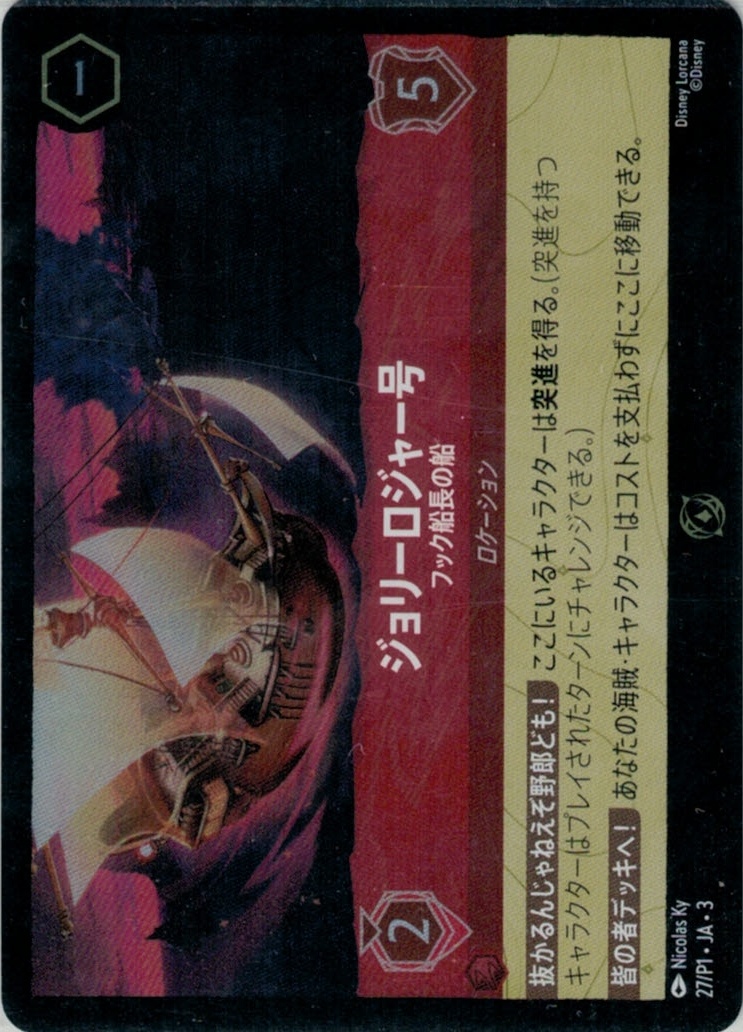 1
ジョリーロジャー号
フック船長の船
2
5
ロケーション
抜かるんじゃねえぞ野郎ども! ここにいるキャラクターは突進を得る。(突進を持つ
キャラクターはプレイされたターンにチャレンジできる。)
皆の者デッキへ! あなたの海賊・キャラクターはコストを支払わずにここに移動できる。
Nicolas Ky
27/P1・JA・3
Disney Lorcana
©Disney